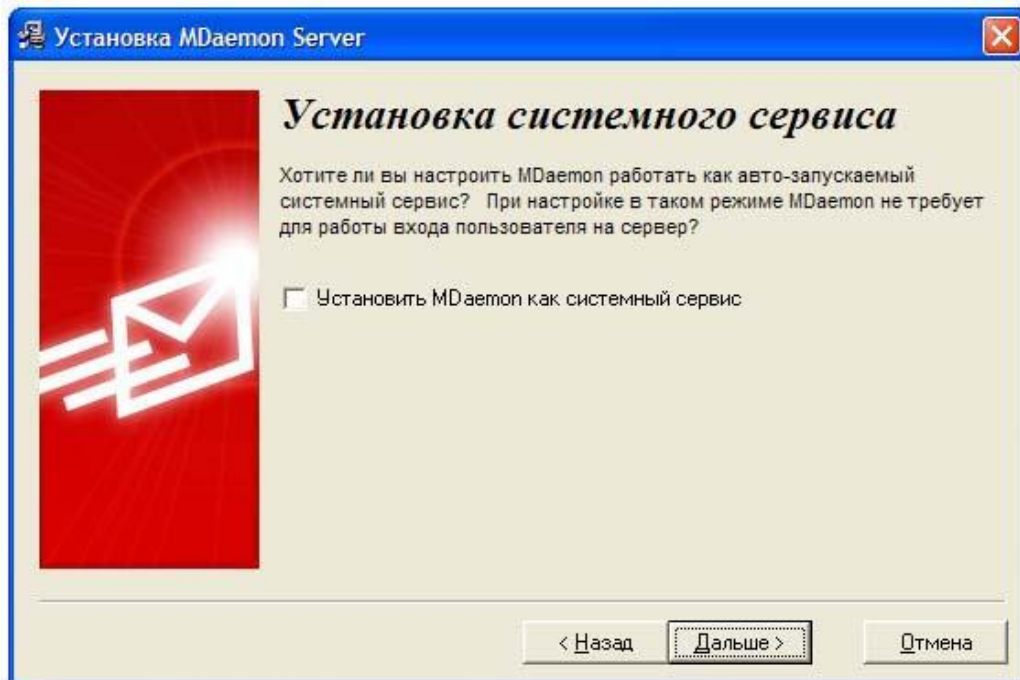 Установка MDaemon Server
Установка системного сервиса
Хотите ли вы настроить MDaemon работать как авто-запускаемый
системный сервис? При настройке в таком режиме MDaemon не требует
для работы входа пользователя на сервер?
Установить MDaemon как системный сервис
< Назад Дальше > Отмена